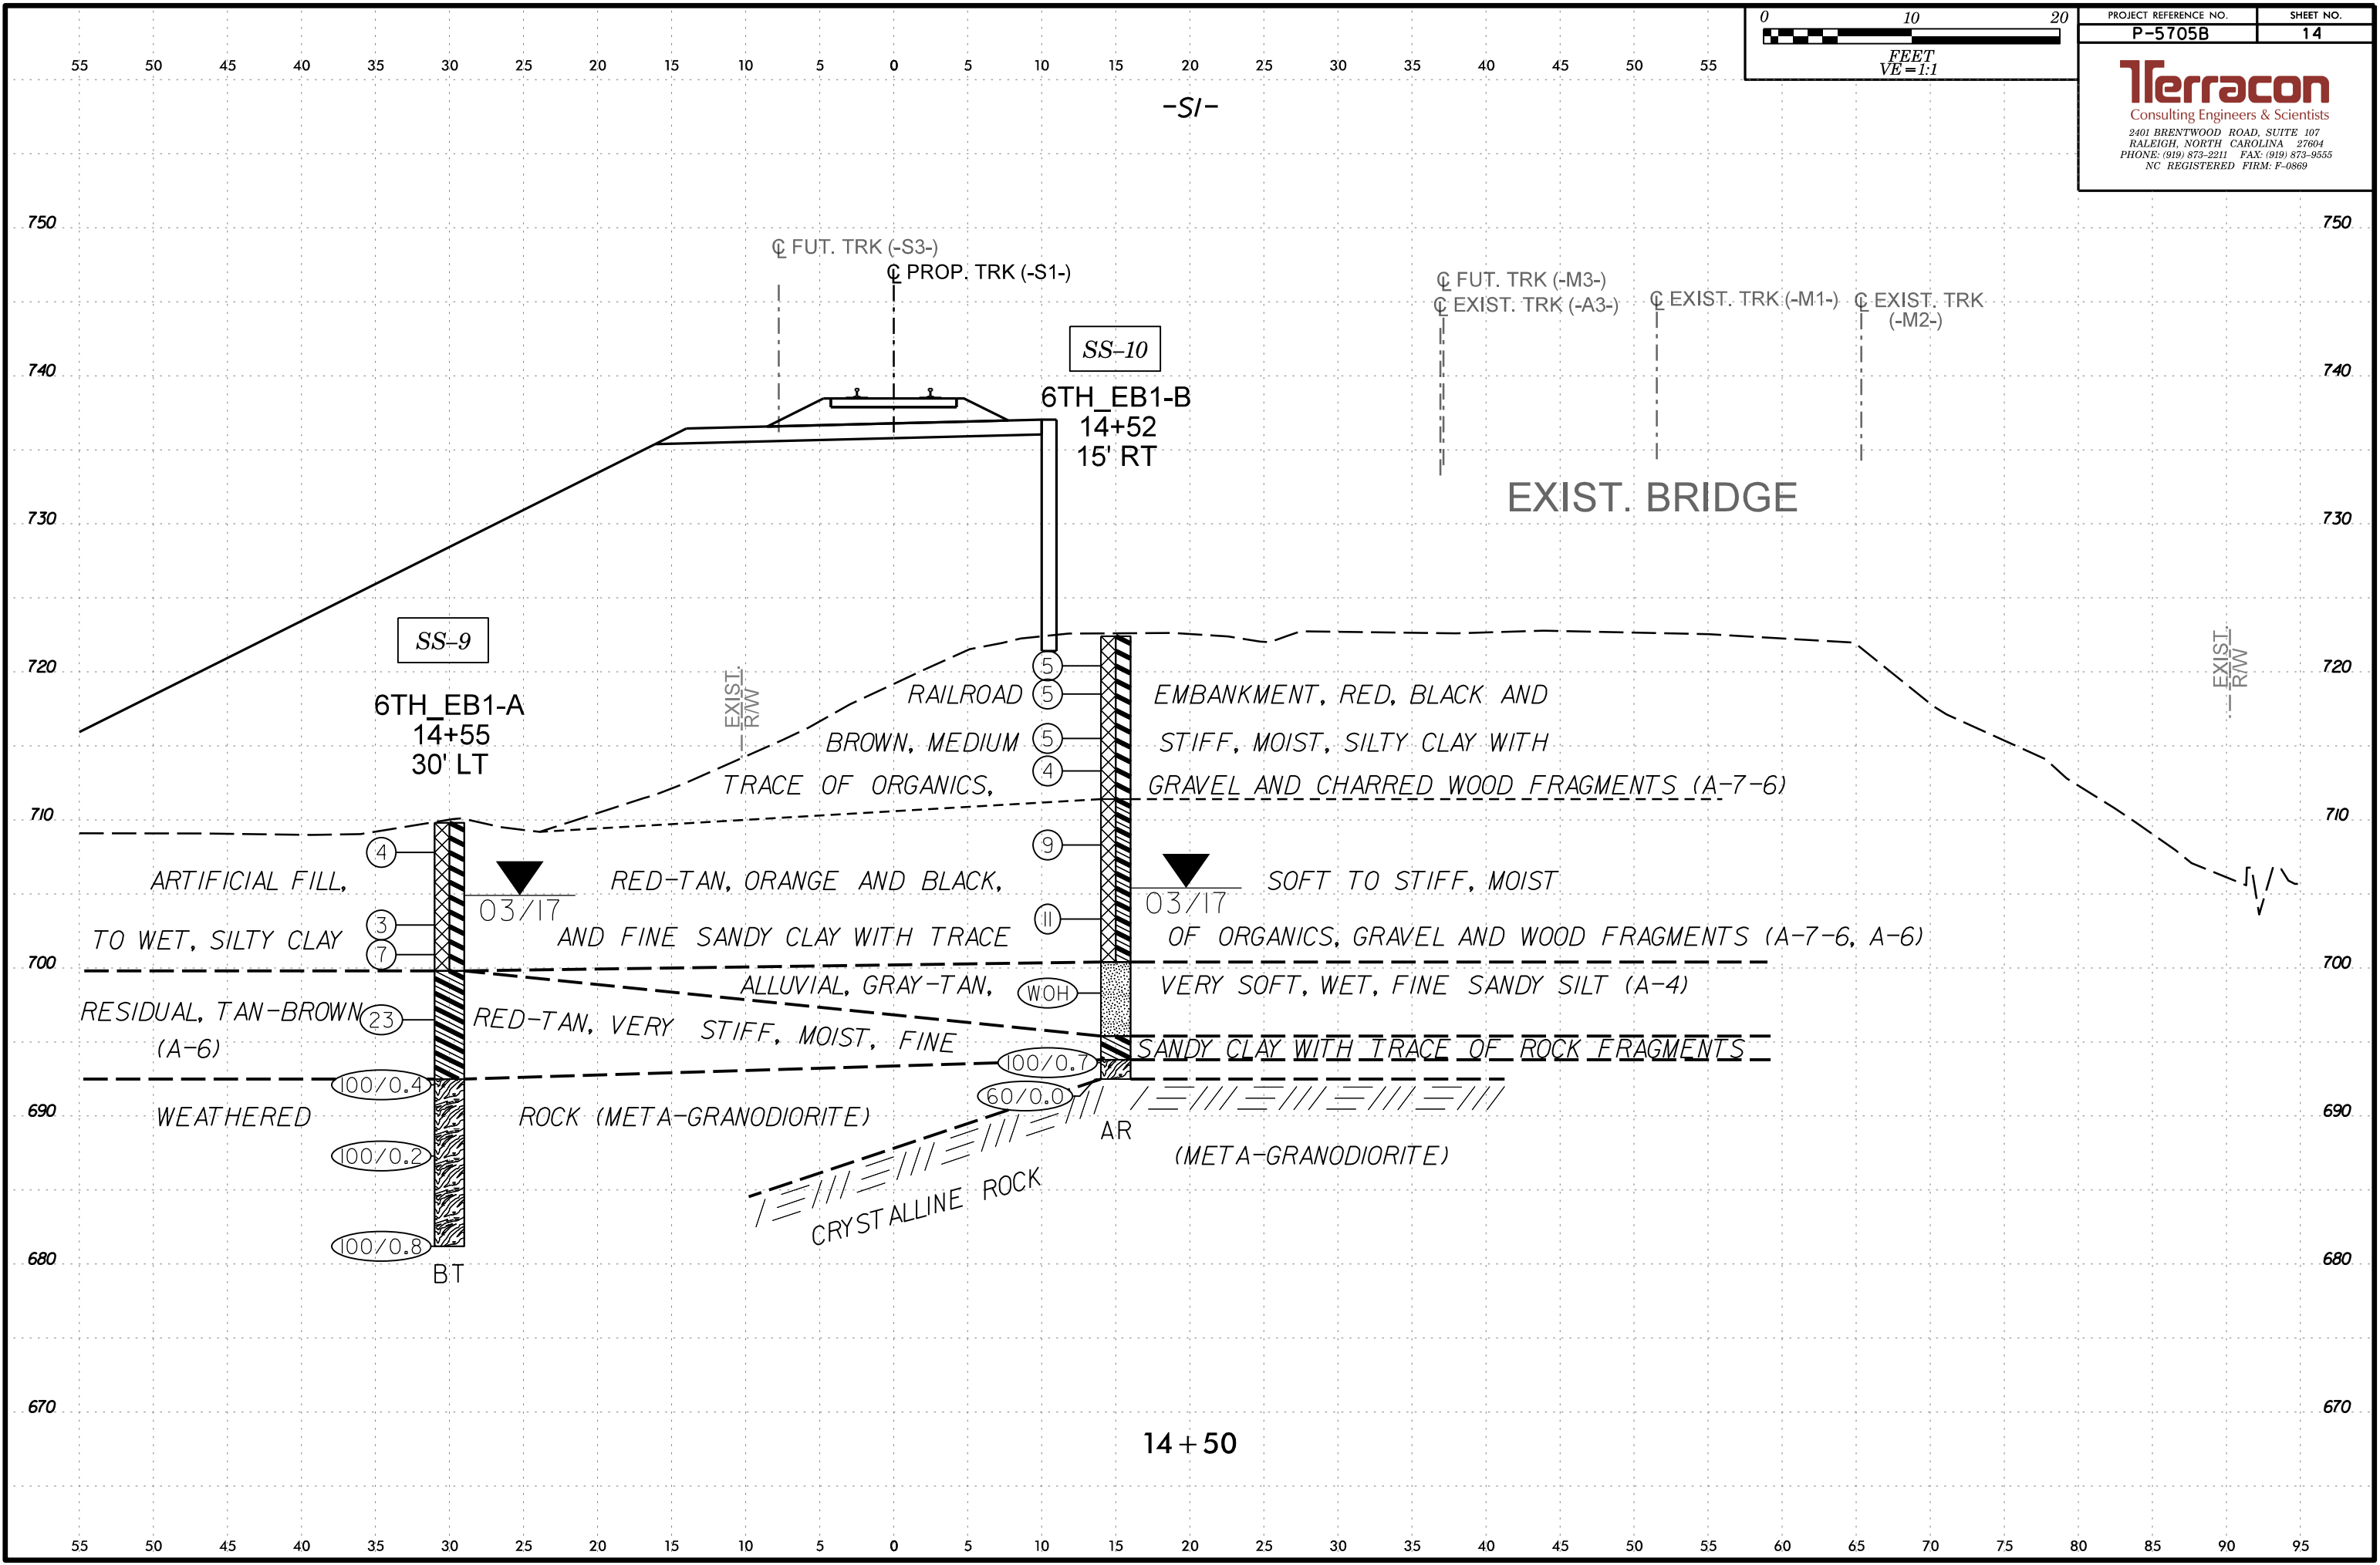 0 10 20
FEET
VE=1:1
PROJECT REFERENCE NO. SHEET NO.
P-5705B 14
Terracon
Consulting Engineers & Scientists
2401 BRENTWOOD ROAD, SUITE 107
RALEIGH, NORTH CAROLINA 27604
PHONE: (919) 873-2211 FAX: (919) 873-9555
NC REGISTERED FIRM: F-0869
55 50 45 40 35 30 25 20 15 10 5 0 5 10 15 20 25 30 35 40 45 50 55
-S1-
750 750
℄ FUT. TRK (-S3-)
℄ PROP. TRK (-S1-)
℄ FUT. TRK (-M3-)
℄ EXIST. TRK (-A3-)
℄ EXIST. TRK (-M1-)
℄ EXIST. TRK
(-M2-)
740 740
SS-10
6TH_EB1-B
14+52
15' RT
EXIST. BRIDGE
730 730
SS-9
6TH_EB1-A
14+55
30' LT
720 720
EXIST.
R/W
EXIST.
R/W
5
RAILROAD 5 EMBANKMENT, RED, BLACK AND
BROWN, MEDIUM 5 STIFF, MOIST, SILTY CLAY WITH
4
TRACE OF ORGANICS, GRAVEL AND CHARRED WOOD FRAGMENTS (A-7-6)
710 710
4 9
ARTIFICIAL FILL, RED-TAN, ORANGE AND BLACK, SOFT TO STIFF, MOIST
03/17 03/17
3 11
TO WET, SILTY CLAY AND FINE SANDY CLAY WITH TRACE OF ORGANICS, GRAVEL AND WOOD FRAGMENTS (A-7-6, A-6)
7
700 700
ALLUVIAL, GRAY-TAN, WOH VERY SOFT, WET, FINE SANDY SILT (A-4)
RESIDUAL, TAN-BROWN 23 RED-TAN, VERY STIFF, MOIST, FINE SANDY CLAY WITH TRACE OF ROCK FRAGMENTS
(A-6)
100/0.7
100/0.4
60/0.0
690 690
WEATHERED ROCK (META-GRANODIORITE)
AR
100/0.2
CRYSTALLINE ROCK (META-GRANODIORITE)
100/0.8
680 680
BT
670 670
14+50
55 50 45 40 35 30 25 20 15 10 5 0 5 10 15 20 25 30 35 40 45 50 55 60 65 70 75 80 85 90 95